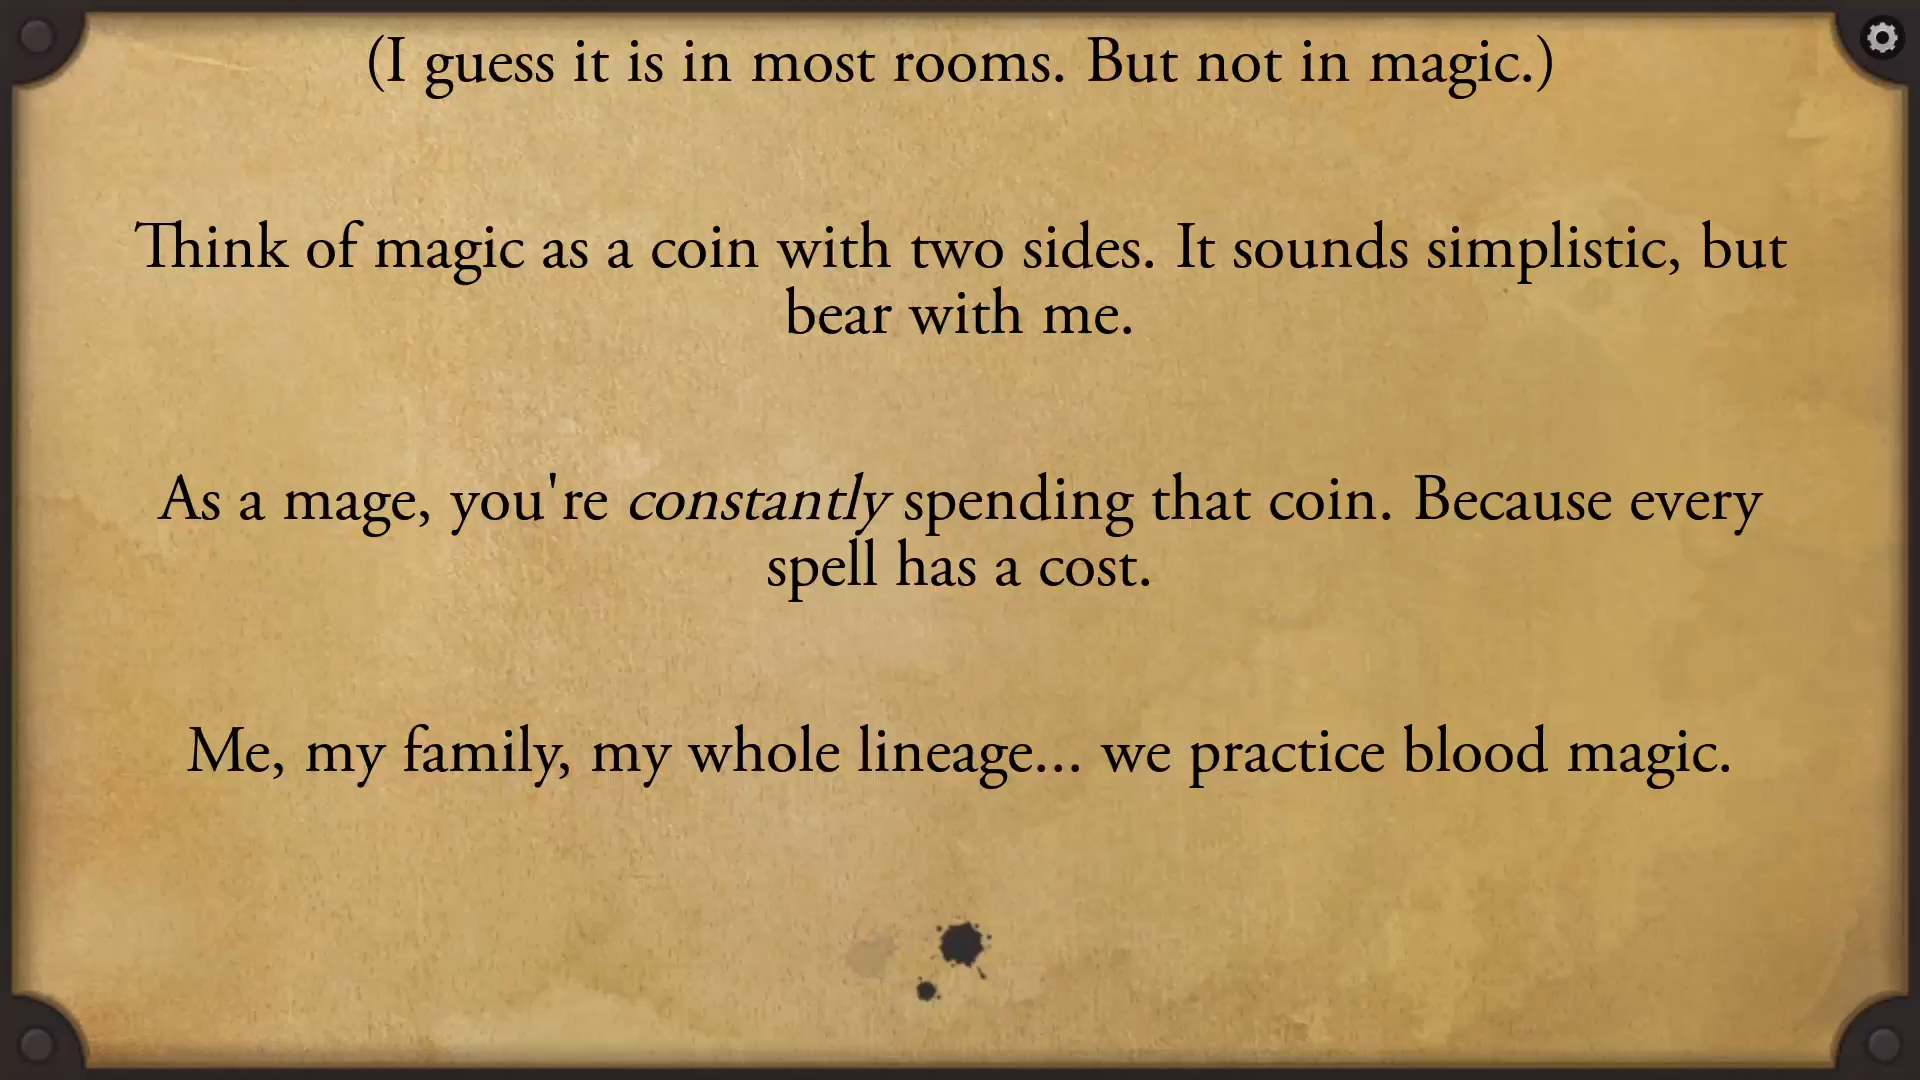 (I guess it is in most rooms. But not in magic.)
Think of magic as a coin with two sides. It sounds simplistic, but
bear with me.
As a mage, you're constantly spending that coin. Because every
spell has a cost.
Me, my family, my whole lineage... we practice blood magic.